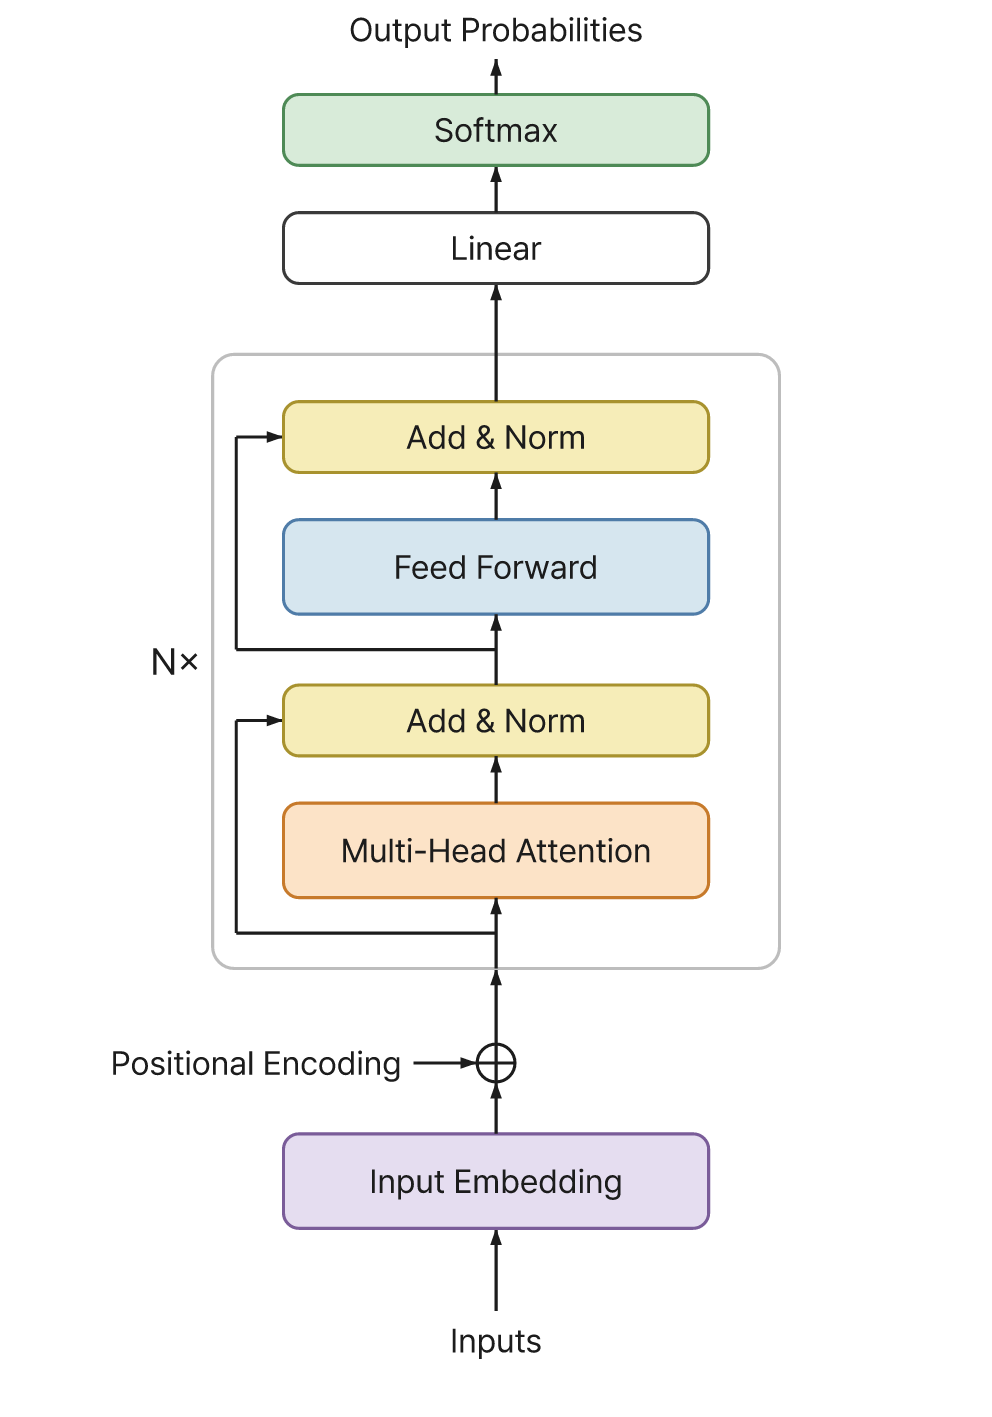 Output Probabilities
Softmax
Linear
Add & Norm
Feed Forward
N×
Add & Norm
Multi-Head Attention
Positional Encoding
Input Embedding
Inputs